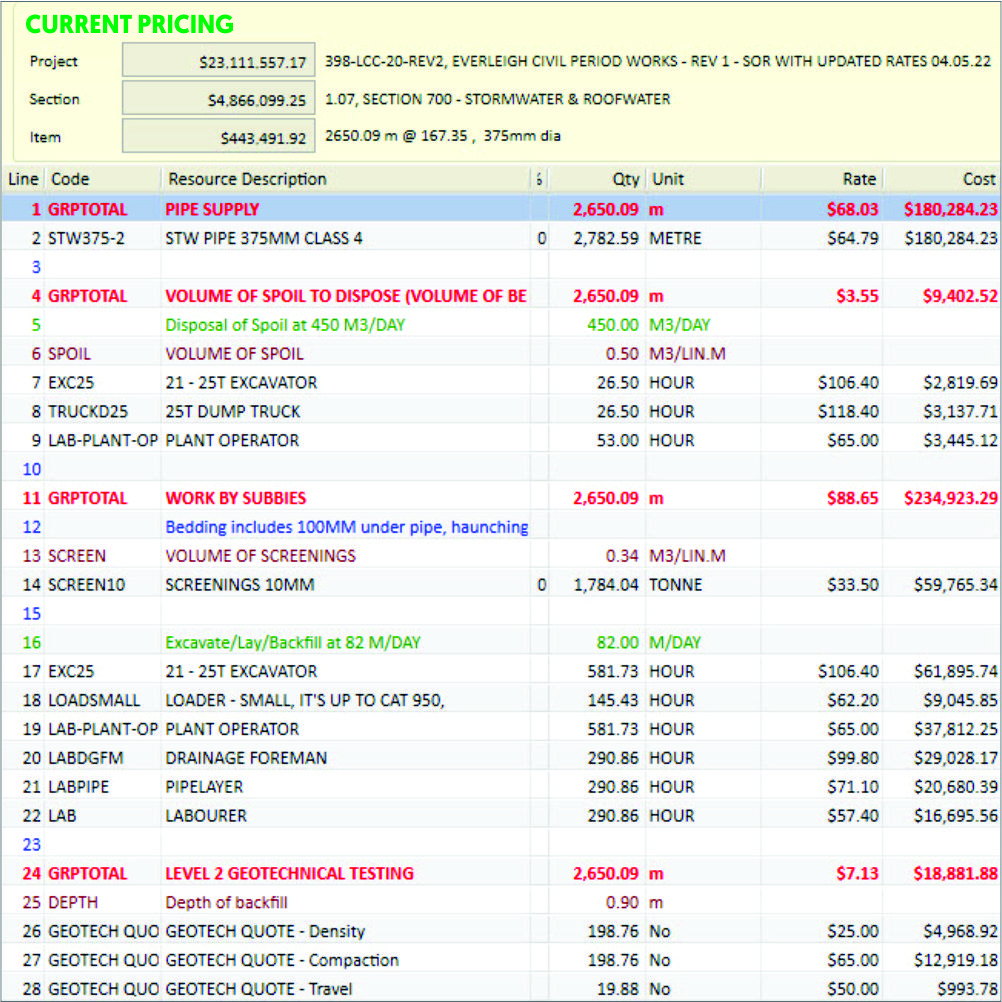 CURRENT PRICING
Project $23,111,557.17 398-LCC-20-REV2, EVERLEIGH CIVIL PERIOD WORKS - REV 1 - SOR WITH UPDATED RATES 04.05.22
Section $4,866,099.25 1.07, SECTION 700 - STORMWATER & ROOFWATER
Item $443,491.92 2650.09 m @ 167.35 , 375mm dia
Line Code Resource Description Qty Unit Rate Cost
1 GRPTOTAL PIPE SUPPLY 2,650.09 m $68.03 $180,284.23
2 STW375-2 STW PIPE 375MM CLASS 4 0 2,782.59 METRE $64.79 $180,284.23
3
4 GRPTOTAL VOLUME OF SPOIL TO DISPOSE (VOLUME OF BE 2,650.09 m $3.55 $9,402.52
5 Disposal of Spoil at 450 M3/DAY 450.00 M3/DAY
6 SPOIL VOLUME OF SPOIL 0.50 M3/LIN.M
7 EXC25 21 - 25T EXCAVATOR 26.50 HOUR $106.40 $2,819.69
8 TRUCKD25 25T DUMP TRUCK 26.50 HOUR $118.40 $3,137.71
9 LAB-PLANT-OP PLANT OPERATOR 53.00 HOUR $65.00 $3,445.12
10
11 GRPTOTAL WORK BY SUBBIES 2,650.09 m $88.65 $234,923.29
12 Bedding includes 100MM under pipe, haunching
13 SCREEN VOLUME OF SCREENINGS 0.34 M3/LIN.M
14 SCREEN10 SCREENINGS 10MM 0 1,784.04 TONNE $33.50 $59,765.34
15
16 Excavate/Lay/Backfill at 82 M/DAY 82.00 M/DAY
17 EXC25 21 - 25T EXCAVATOR 581.73 HOUR $106.40 $61,895.74
18 LOADSMALL LOADER - SMALL, IT'S UP TO CAT 950, 145.43 HOUR $62.20 $9,045.85
19 LAB-PLANT-OP PLANT OPERATOR 581.73 HOUR $65.00 $37,812.25
20 LABDGFM DRAINAGE FOREMAN 290.86 HOUR $99.80 $29,028.17
21 LABPIPE PIPELAYER 290.86 HOUR $71.10 $20,680.39
22 LAB LABOURER 290.86 HOUR $57.40 $16,695.56
23
24 GRPTOTAL LEVEL 2 GEOTECHNICAL TESTING 2,650.09 m $7.13 $18,881.88
25 DEPTH Depth of backfill 0.90 m
26 GEOTECH QUO GEOTECH QUOTE - Density 198.76 No $25.00 $4,968.92
27 GEOTECH QUO GEOTECH QUOTE - Compaction 198.76 No $65.00 $12,919.18
28 GEOTECH QUO GEOTECH QUOTE - Travel 19.88 No $50.00 $993.78